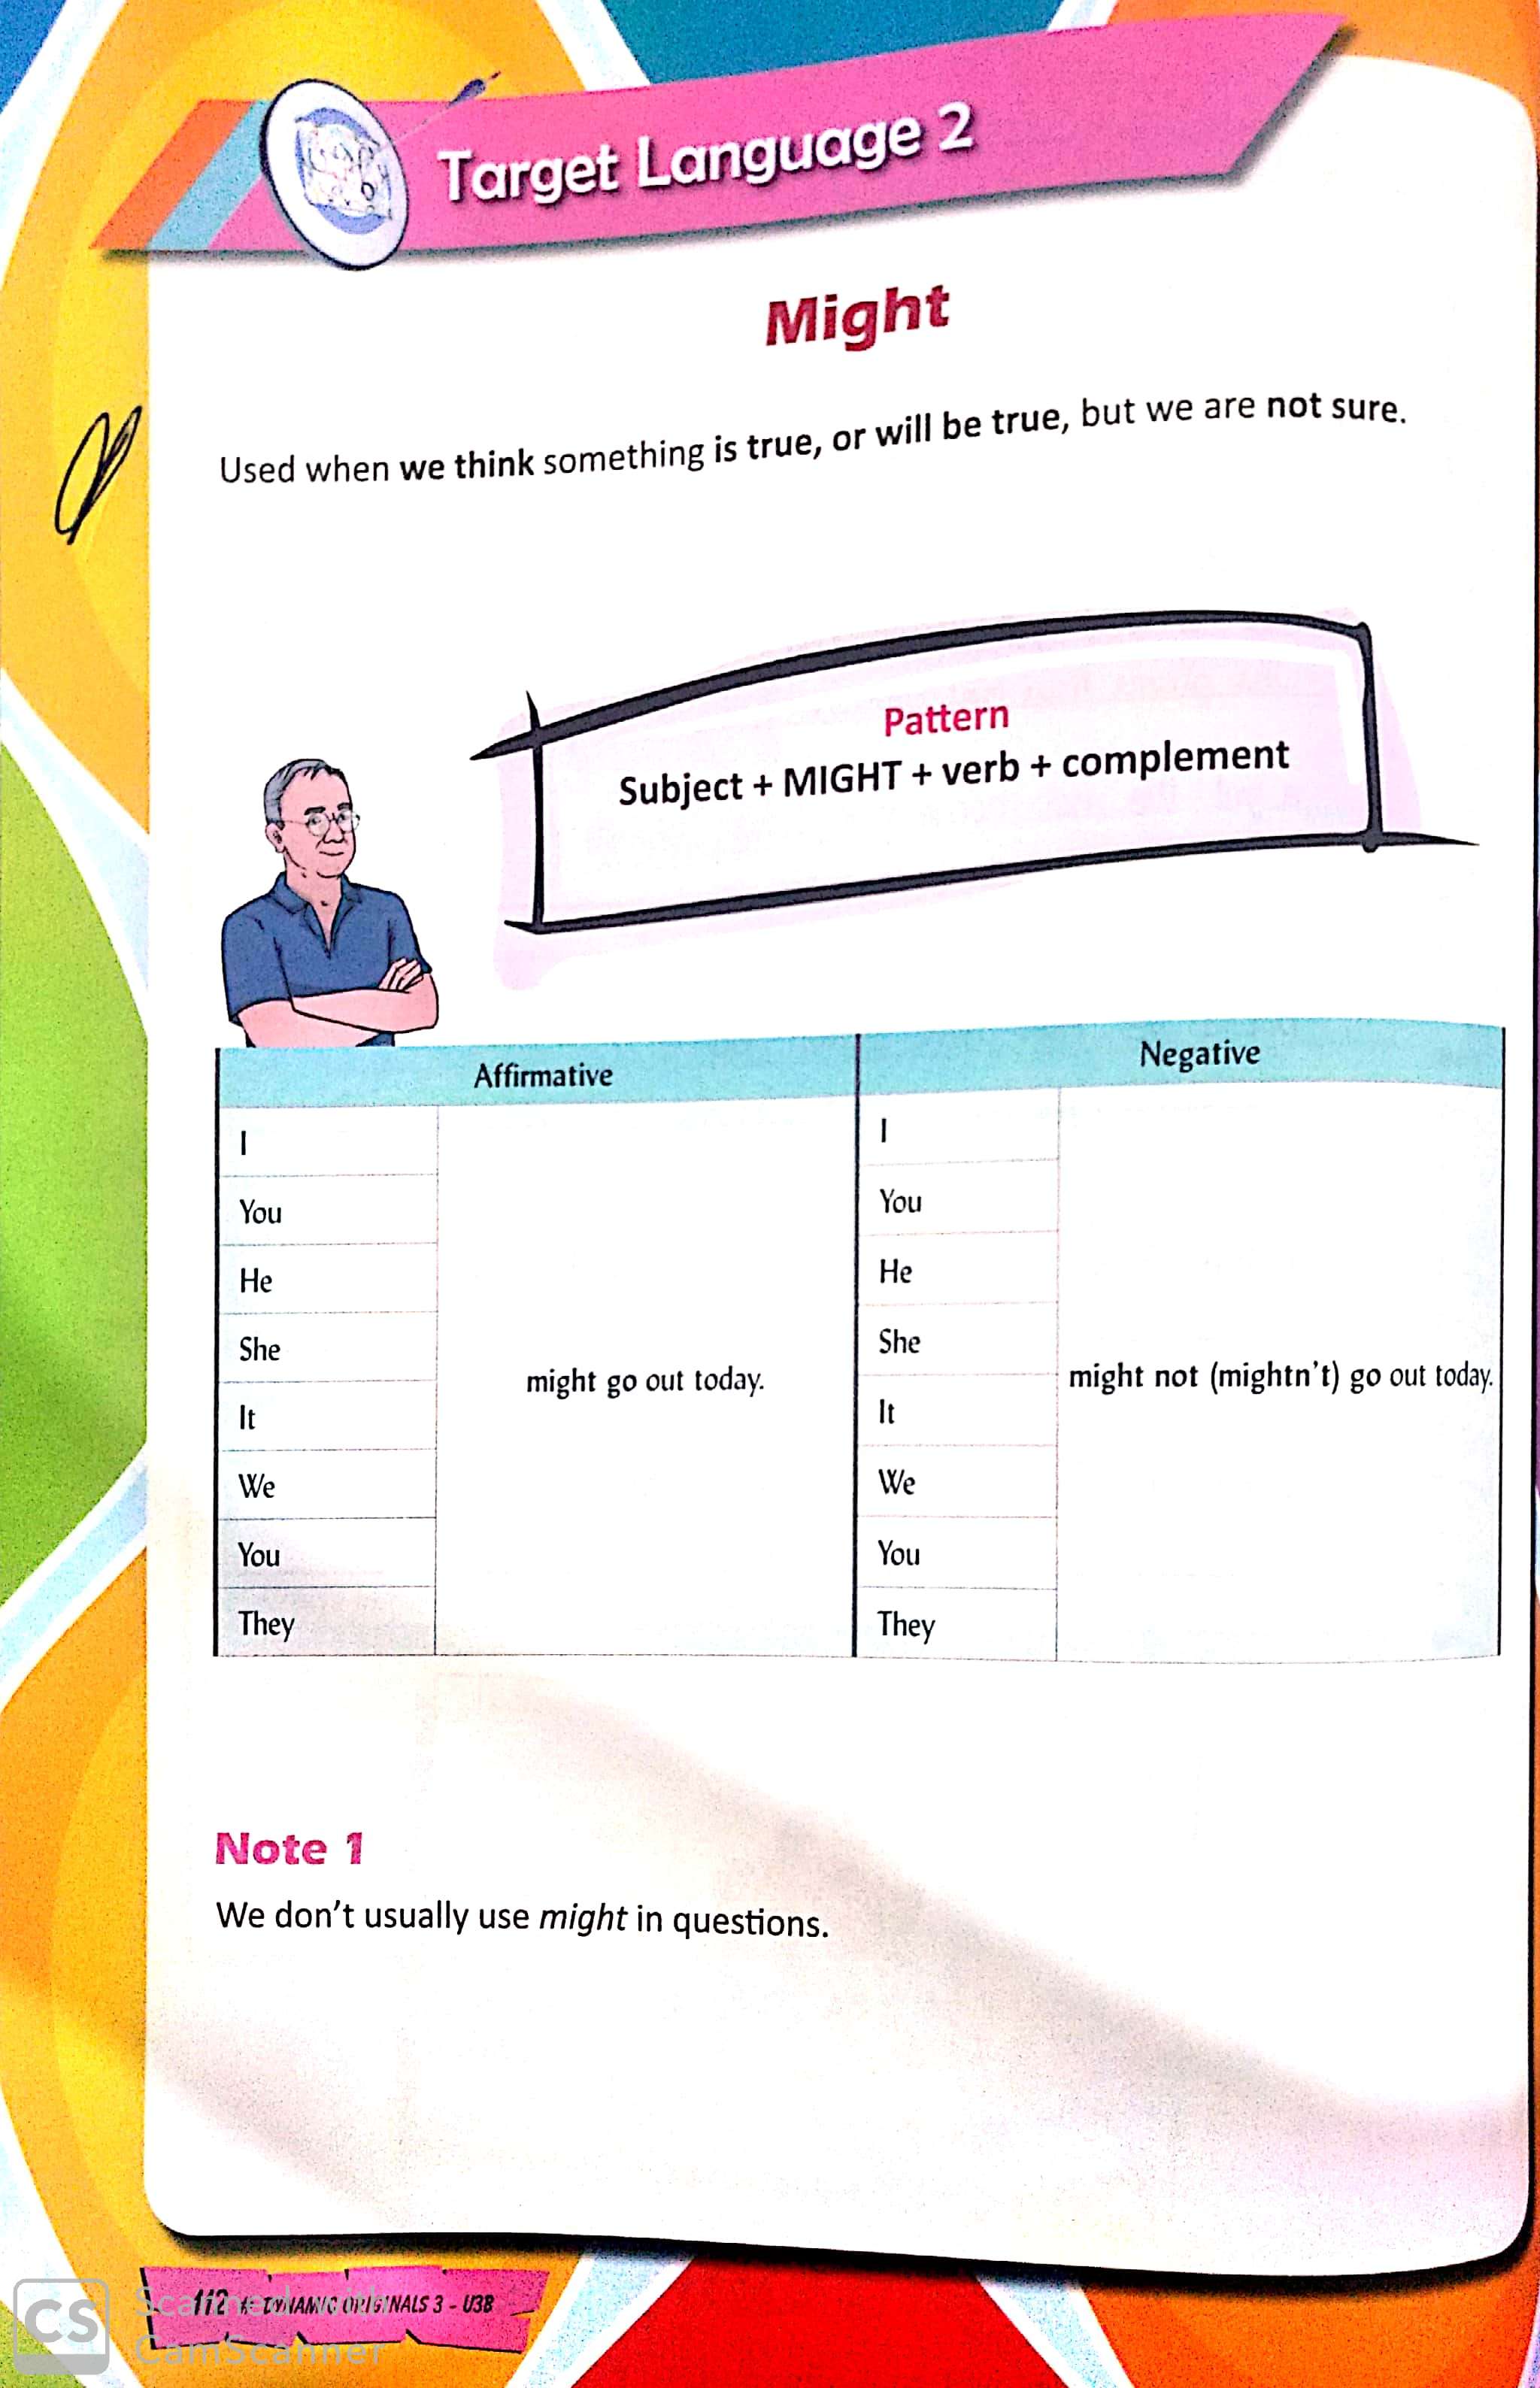 Target Language 2
Might
Used when we think something is true, or will be true, but we are not sure.
Pattern
Subject + MIGHT + verb + complement
Affirmative
Negative
I
You
He
She
It
We
You
They
might go out today.
I
You
He
She
It
We
You
They
might not (mightn't) go out today.
Note 1
We don't usually use might in questions.
112 DYNAMIC ORIGINALS 3 - U3B
CS Scanned with
CamScanner